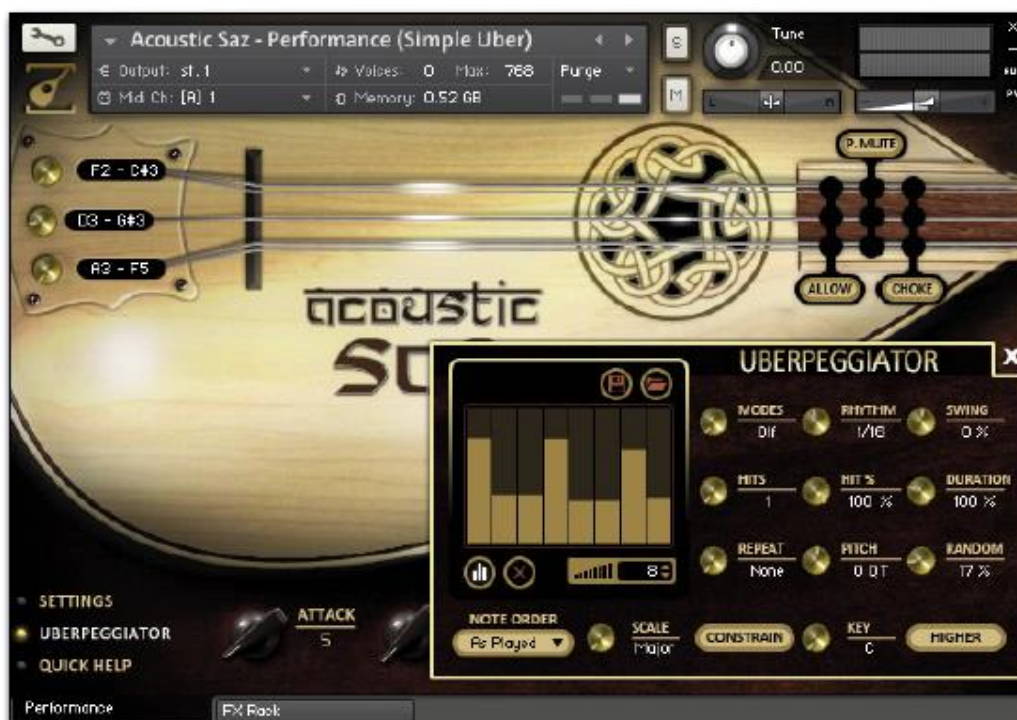 Acoustic Saz - Performance (Simple Uber)
S
Tune
0.00
Output: st.1
Voices: 0 Max: 768
Purge
Midi Ch: [A] 1
Memory: 0.52 GB
M
L
R
P. MUTE
F2 - C#3
D3 - G#3
A3 - F5
ALLOW
CHOKE
acoustic
UBERPEGGIATOR
X
MODES
Off
RHYTHM
1/16
SWING
0 %
HITS
1
HIT %
100 %
DURATION
100 %
REPEAT
None
PITCH
0 QT
RANDOM
17 %
8
NOTE ORDER
As Played
SCALE
Major
CONSTRAIN
KEY
C
HIGHER
SETTINGS
UBERPEGGIATOR
QUICK HELP
ATTACK
5
Performance
FX Rack